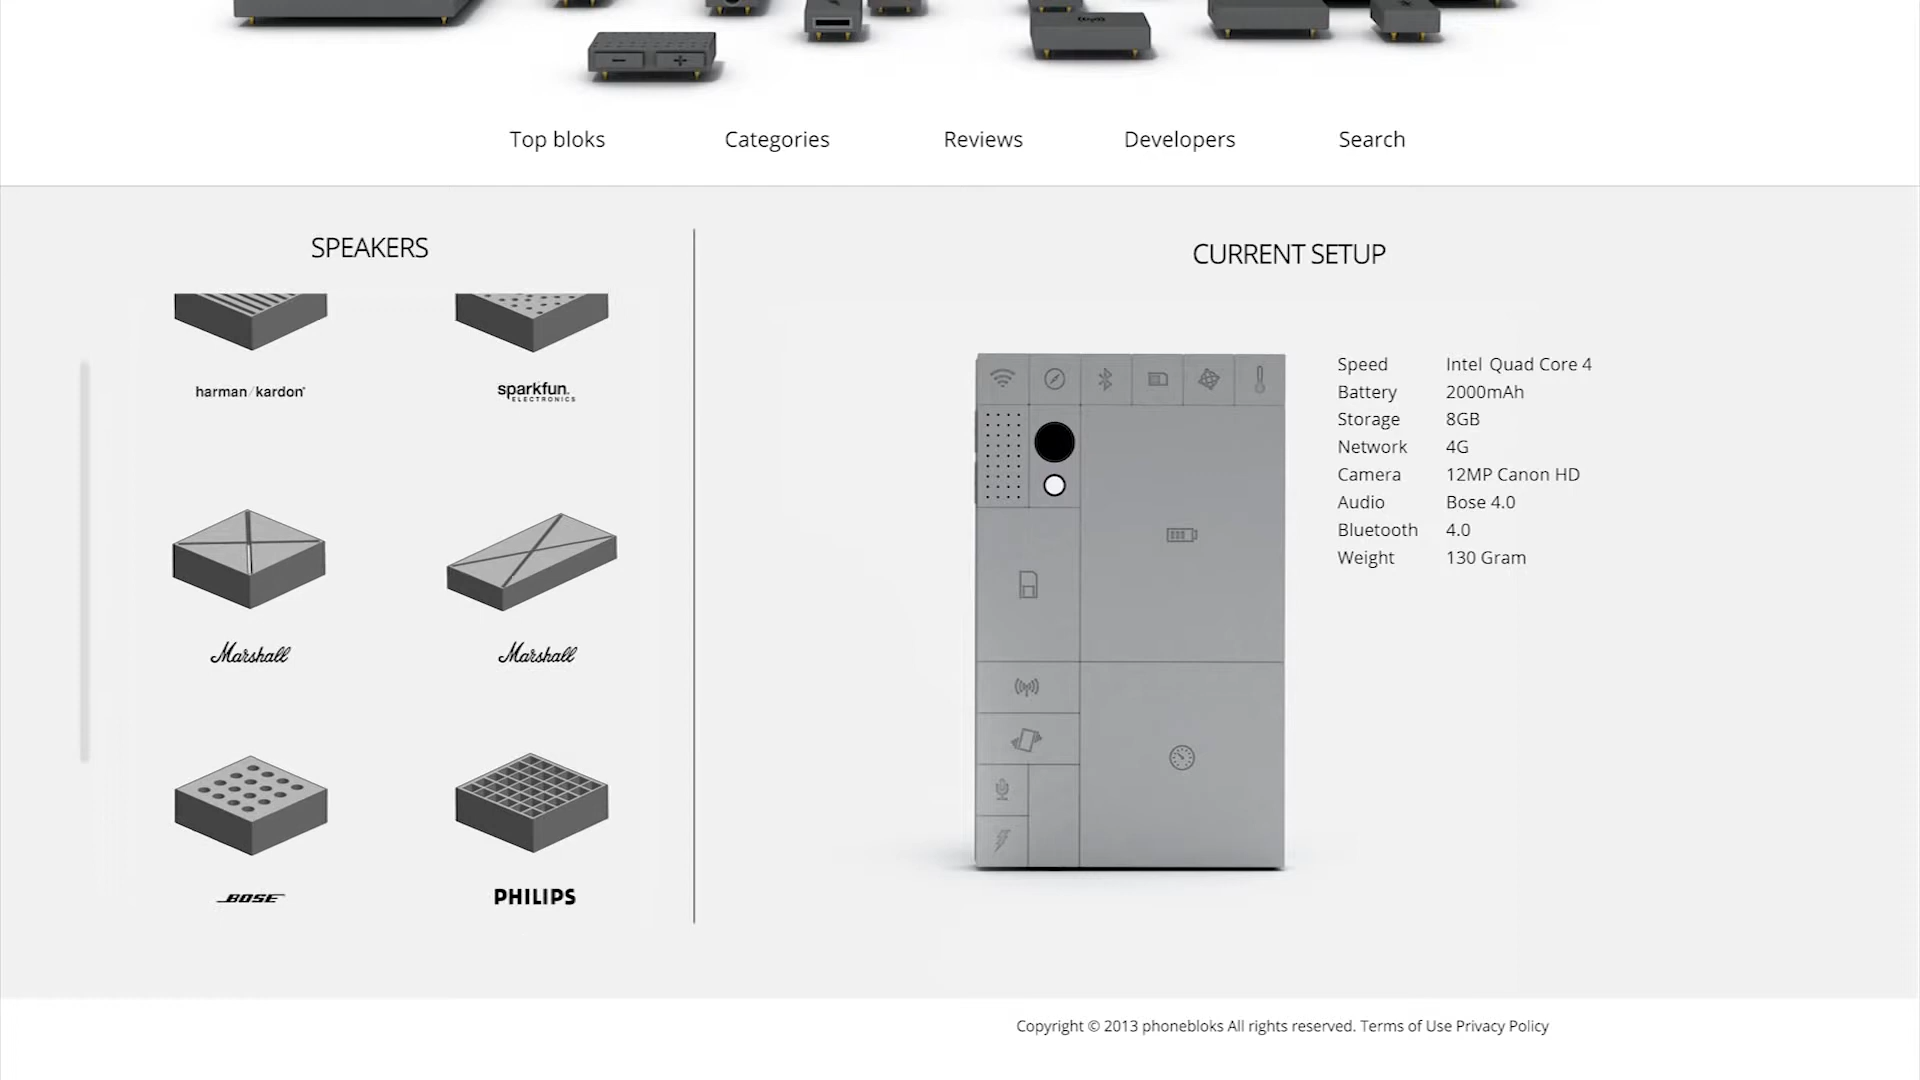 Top bloks
Categories
Reviews
Developers
Search
SPEAKERS
harman/kardon®
sparkfun.
ELECTRONICS
Marshall
Marshall
BOSE
PHILIPS
CURRENT SETUP
Speed Intel Quad Core 4
Battery 2000mAh
Storage 8GB
Network 4G
Camera 12MP Canon HD
Audio Bose 4.0
Bluetooth 4.0
Weight 130 Gram
Copyright © 2013 phonebloks All rights reserved. Terms of Use Privacy Policy